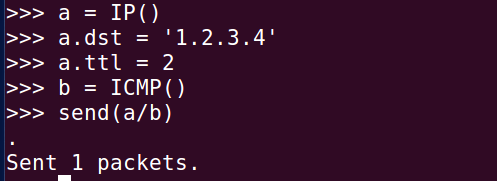 >>> a = IP()
>>> a.dst = '1.2.3.4'
>>> a.ttl = 2
>>> b = ICMP()
>>> send(a/b)
.
Sent 1 packets.